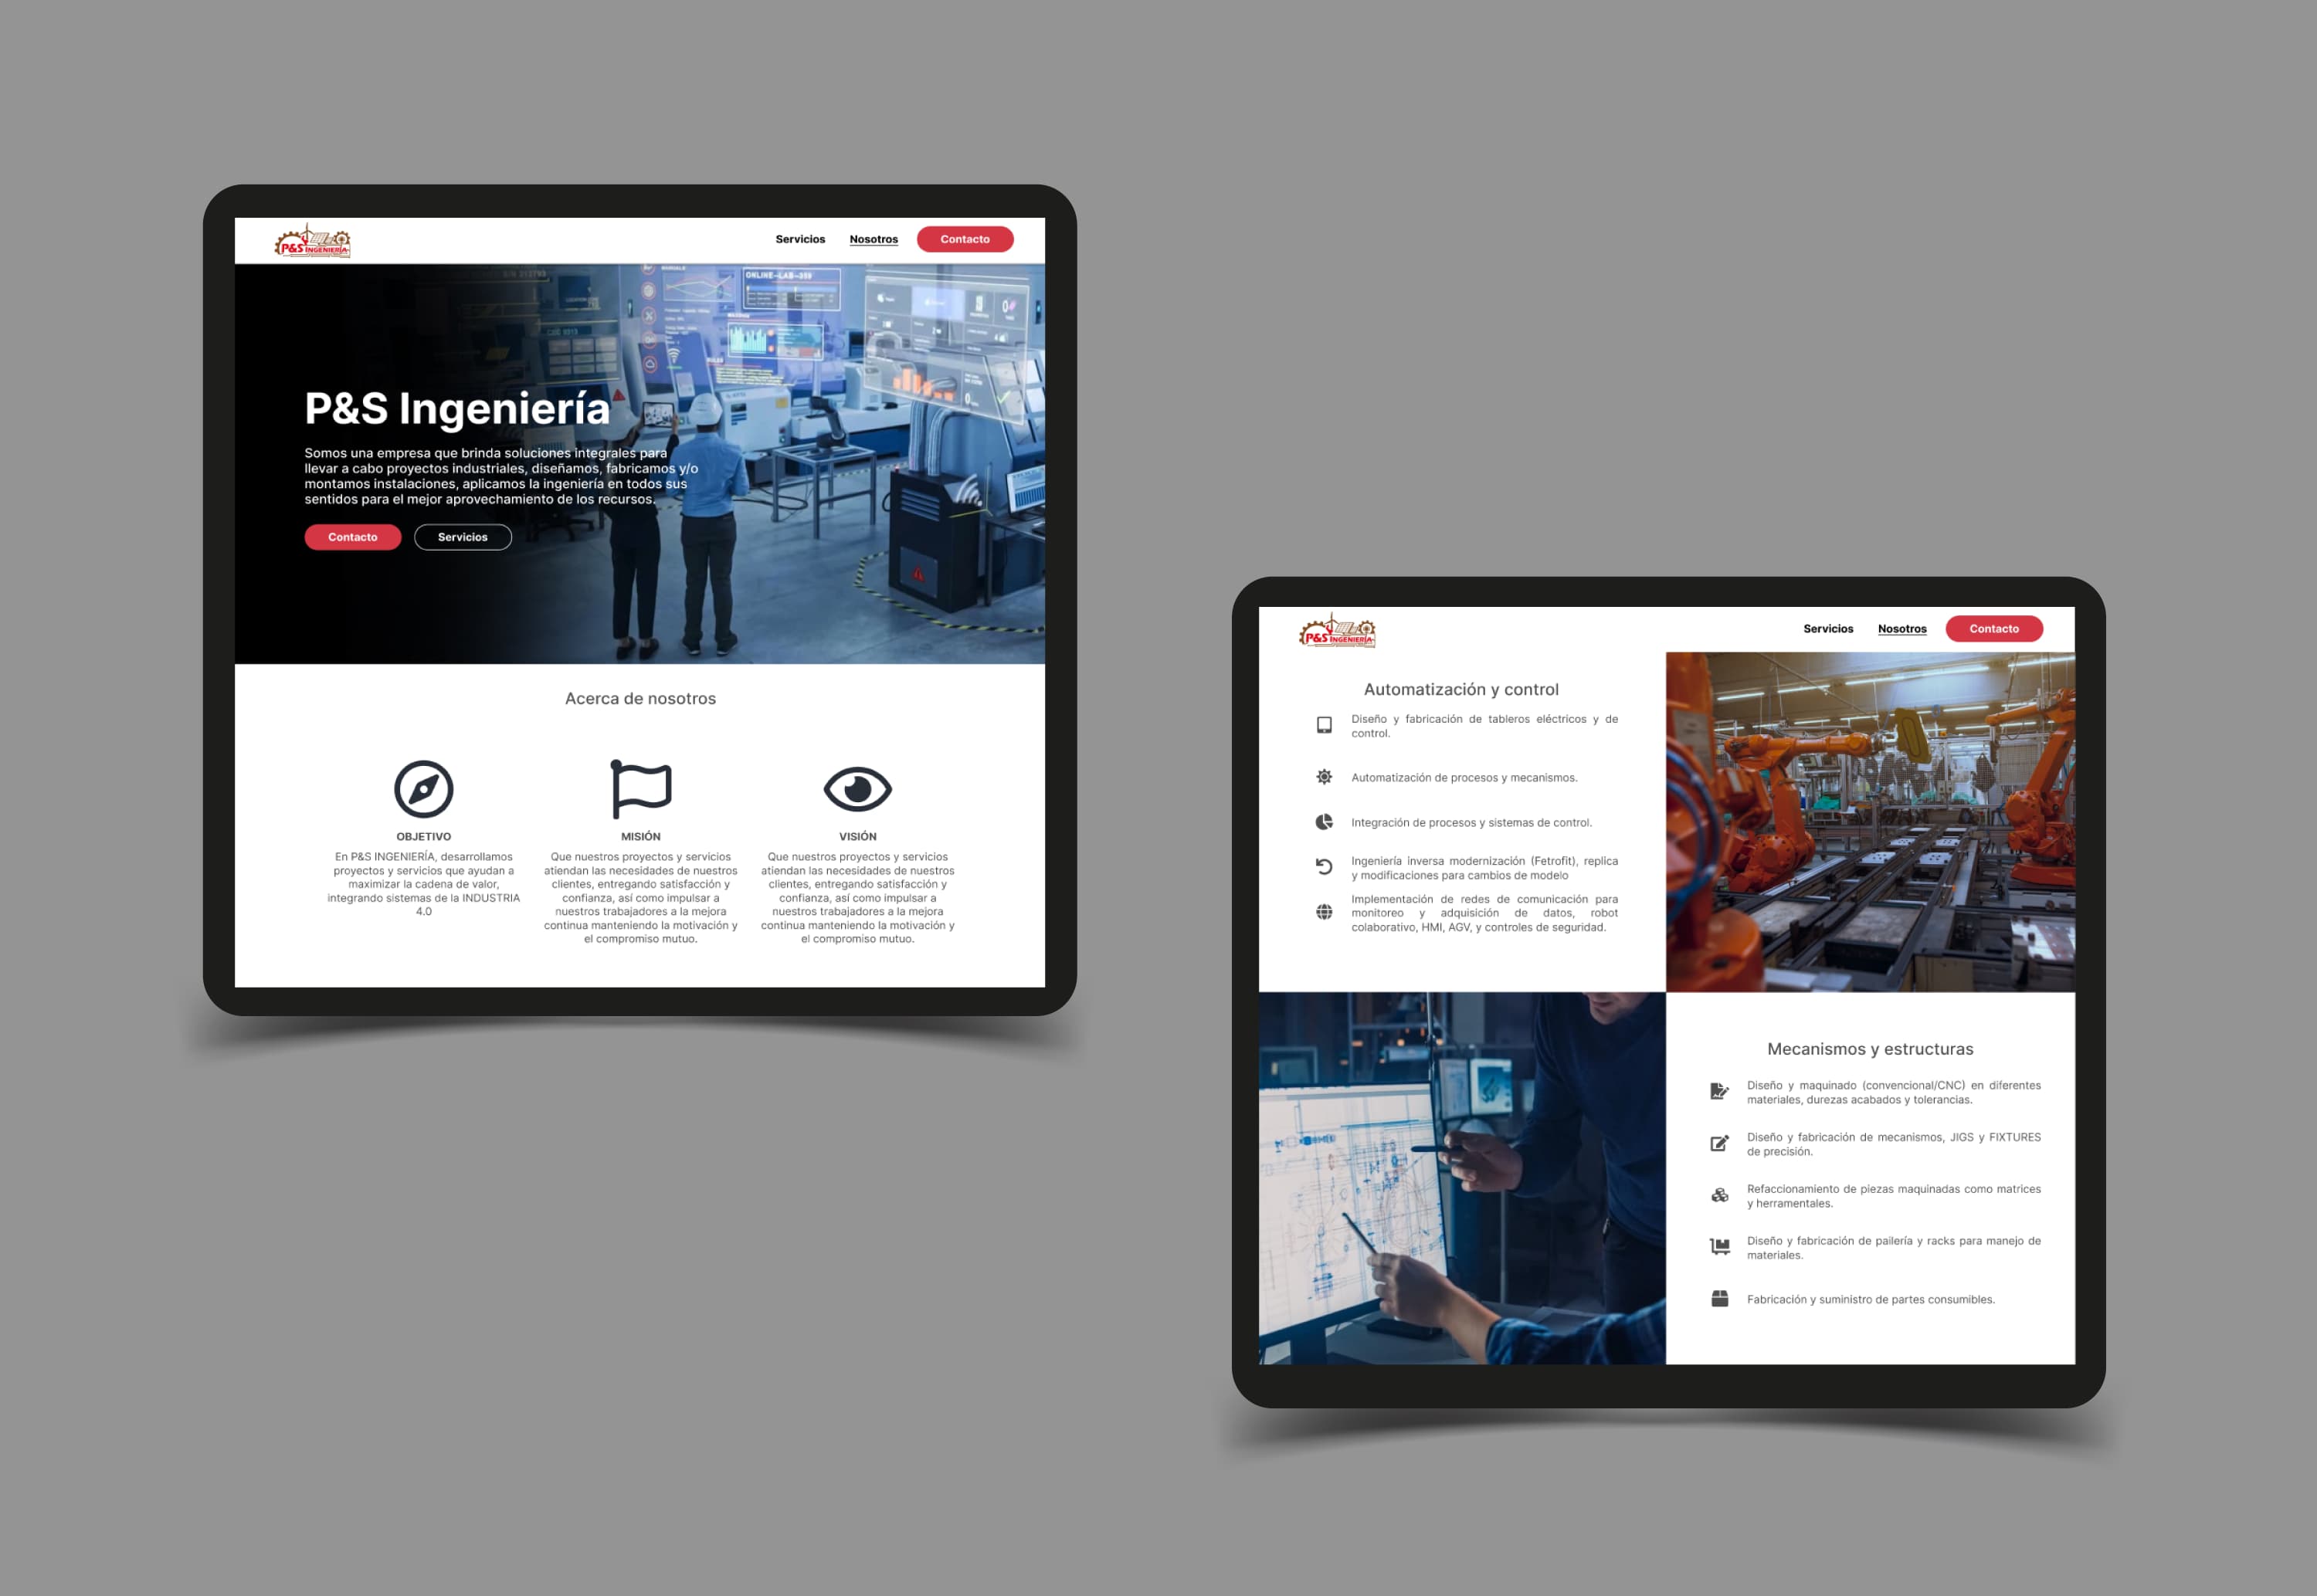 P&S INGENIERÍA
Servicios Nosotros Contacto
ONLINE-LAB-359
P&S Ingeniería
Somos una empresa que brinda soluciones integrales para
llevar a cabo proyectos industriales, diseñamos, fabricamos y/o
montamos instalaciones, aplicamos la ingeniería en todos sus
sentidos para el mejor aprovechamiento de los recursos.
Contacto Servicios
Acerca de nosotros
OBJETIVO
En P&S INGENIERÍA, desarrollamos
proyectos y servicios que ayudan a
maximizar la cadena de valor,
integrando sistemas de la INDUSTRIA
4.0
MISIÓN
Que nuestros proyectos y servicios
atiendan las necesidades de nuestros
clientes, entregando satisfacción y
confianza, así como impulsar a
nuestros trabajadores a la mejora
continua manteniendo la motivación y
el compromiso mutuo.
VISIÓN
Que nuestros proyectos y servicios
atiendan las necesidades de nuestros
clientes, entregando satisfacción y
confianza, así como impulsar a
nuestros trabajadores a la mejora
continua manteniendo la motivación y
el compromiso mutuo.
P&S INGENIERÍA
Servicios Nosotros Contacto
Automatización y control
Diseño y fabricación de tableros eléctricos y de
control.
Automatización de procesos y mecanismos.
Integración de procesos y sistemas de control.
Ingeniería inversa modernización (Fetrofit), replica
y modificaciones para cambios de modelo
Implementación de redes de comunicación para
monitoreo y adquisición de datos, robot
colaborativo, HMI, AGV, y controles de seguridad.
Mecanismos y estructuras
Diseño y maquinado (convencional/CNC) en diferentes
materiales, durezas acabados y tolerancias.
Diseño y fabricación de mecanismos, JIGS y FIXTURES
de precisión.
Refaccionamiento de piezas maquinadas como matrices
y herramentales.
Diseño y fabricación de pailería y racks para manejo de
materiales.
Fabricación y suministro de partes consumibles.